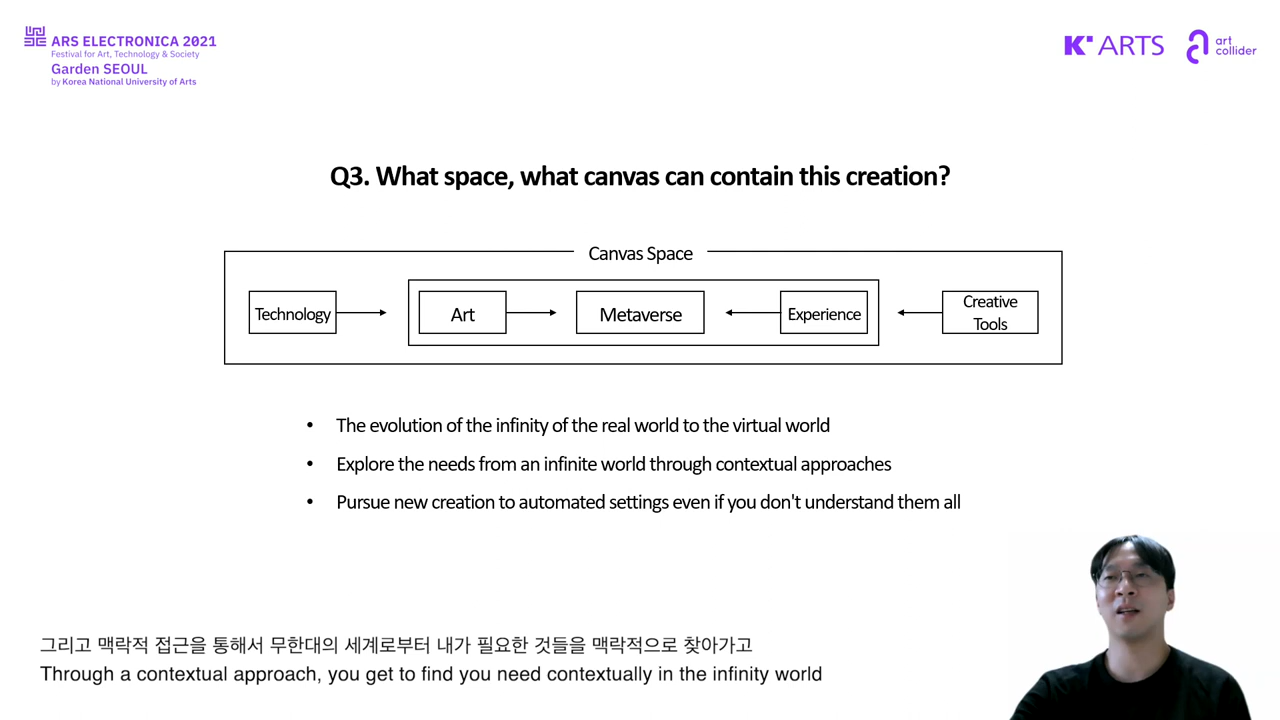 ARS ELECTRONICA 2021
Festival for Art, Technology & Society
Garden SEOUL
by Korea National University of Arts
K ARTS
art
collider
Q3. What space, what canvas can contain this creation?
Canvas Space
Technology
Art
Metaverse
Experience
Creative
Tools
• The evolution of the infinity of the real world to the virtual world
• Explore the needs from an infinite world through contextual approaches
• Pursue new creation to automated settings even if you don't understand them all
그리고 맥락적 접근을 통해서 무한대의 세계로부터 내가 필요한 것들을 맥락적으로 찾아가고
Through a contextual approach, you get to find you need contextually in the infinity world